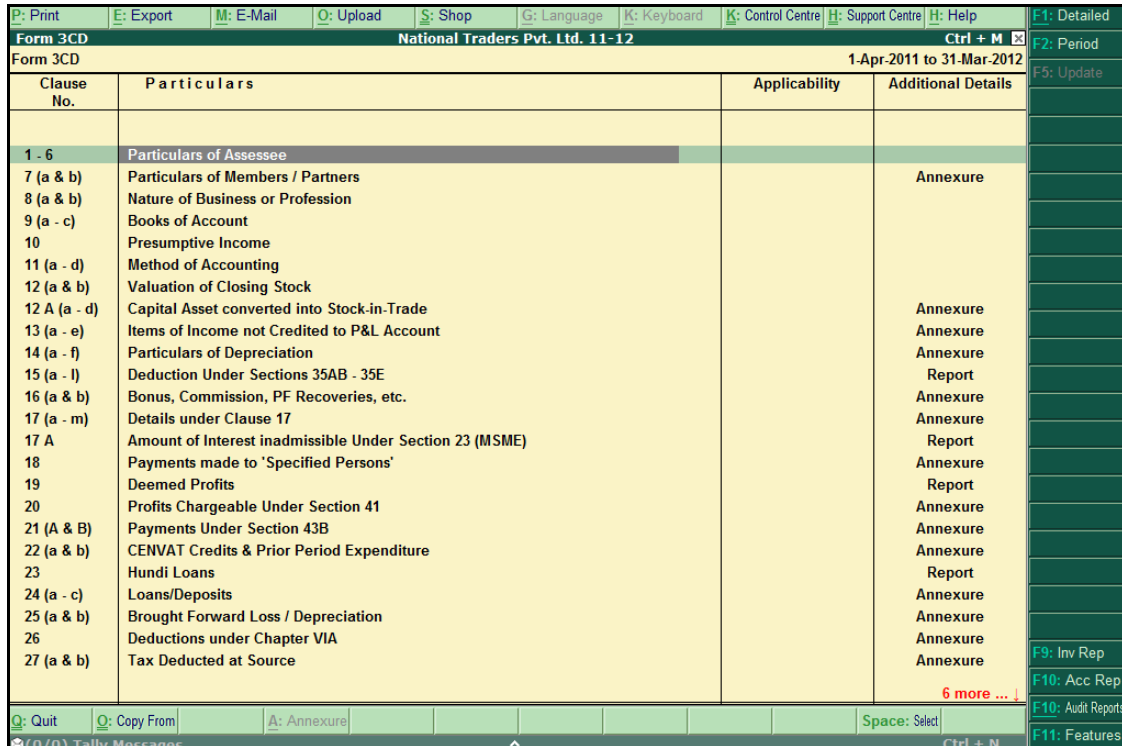 P: Print E: Export M: E-Mail O: Upload S: Shop G: Language K: Keyboard K: Control Centre H: Support Centre H: Help F1: Detailed
Form 3CD National Traders Pvt. Ltd. 11-12 Ctrl + M
F2: Period
Form 3CD 1-Apr-2011 to 31-Mar-2012
F5: Update
Clause No. Particulars Applicability Additional Details
1 - 6 Particulars of Assessee
7 (a & b) Particulars of Members / Partners Annexure
8 (a & b) Nature of Business or Profession
9 (a - c) Books of Account
10 Presumptive Income
11 (a - d) Method of Accounting
12 (a & b) Valuation of Closing Stock
12 A (a - d) Capital Asset converted into Stock-in-Trade Annexure
13 (a - e) Items of Income not Credited to P&L Account Annexure
14 (a - f) Particulars of Depreciation Annexure
15 (a - l) Deduction Under Sections 35AB - 35E Report
16 (a & b) Bonus, Commission, PF Recoveries, etc. Annexure
17 (a - m) Details under Clause 17 Annexure
17 A Amount of Interest inadmissible Under Section 23 (MSME) Report
18 Payments made to 'Specified Persons' Annexure
19 Deemed Profits Report
20 Profits Chargeable Under Section 41 Annexure
21 (A & B) Payments Under Section 43B Annexure
22 (a & b) CENVAT Credits & Prior Period Expenditure Annexure
23 Hundi Loans Report
24 (a - c) Loans/Deposits Annexure
25 (a & b) Brought Forward Loss / Depreciation Annexure
26 Deductions under Chapter VIA Annexure
27 (a & b) Tax Deducted at Source Annexure
F9: Inv Rep
F10: Acc Rep
6 more ... ↓
F10: Audit Reports
Q: Quit O: Copy From A: Annexure Space: Select
F11: Features
(0/0) Tally Messages Ctrl + N